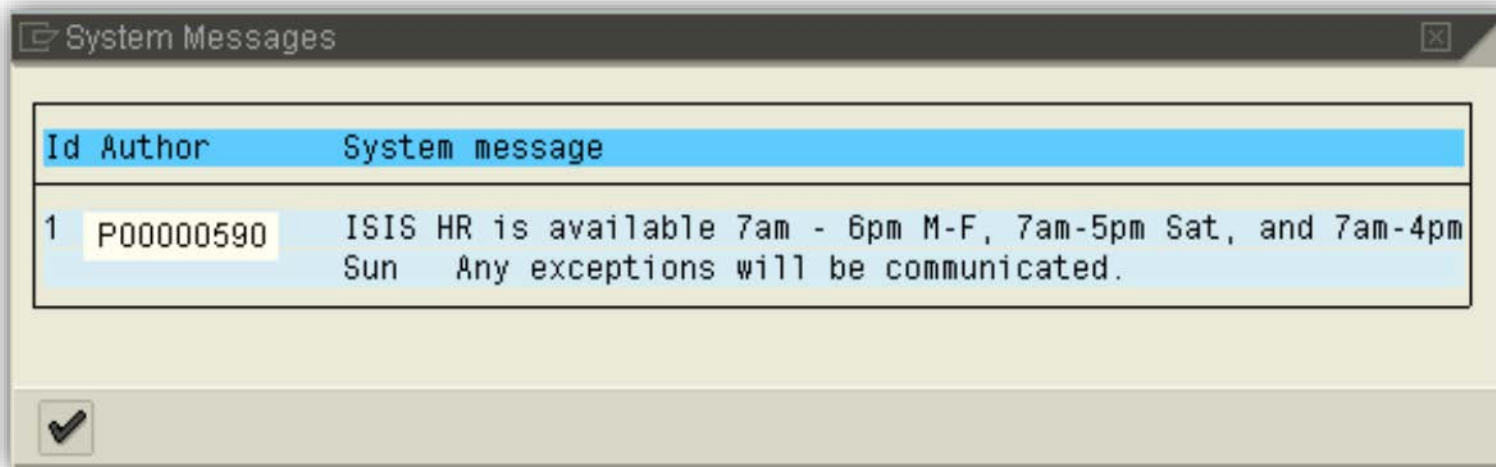 System Messages
Id Author System message
1 P00000590 ISIS HR is available 7am - 6pm M-F, 7am-5pm Sat, and 7am-4pm
Sun Any exceptions will be communicated.